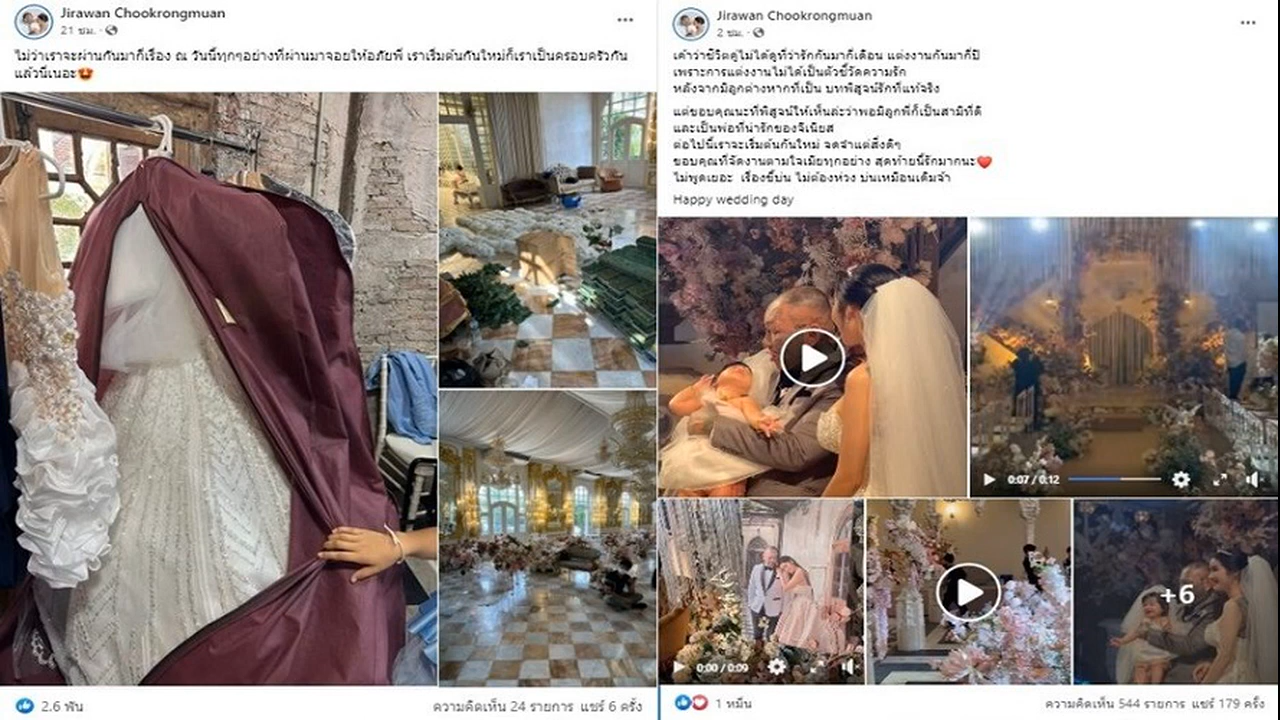 Jirawan Chookrongmuan
21 ชม.
ไม่ว่าเราจะผ่านกันมากี่เรื่อง ณ วันนี้ทุกๆอย่างที่ผ่านมาจอยให้อภัยพี่ เราเริ่มต้นกันใหม่ก็เราเป็นครอบครัวกัน
แล้วนี่เนอะ🤩
2.6 พัน
ความคิดเห็น 24 รายการ แชร์ 6 ครั้ง
Jirawan Chookrongmuan
2 ชม.
เค้าว่าชีวิตคู่ไม่ได้ดูที่ว่ารักกันมากี่เดือน แต่งงานกันมากี่ปี
เพราะการแต่งงานไม่ได้เป็นตัวชี้วัดความรัก
หลังจากมีลูกต่างหากที่เป็น บทพิสูจน์รักที่แท้จริง
แต่ขอบคุณนะที่พิสูจน์ให้เห็นล่ะว่าพอมีลูกพี่ก็เป็นสามีที่ดี
และเป็นพ่อที่น่ารักของจีเนียส
ต่อไปนี้เราจะเริ่มต้นกันใหม่ จดจำแต่สิ่งดีๆ
ขอบคุณที่จัดงานตามใจเมียทุกอย่าง สุดท้ายนี้รักมากนะ❤️
ไม่พูดเยอะ เรื่องขี้บ่น ไม่ต้องห่วง บ่นเหมือนเดิมจ้า
Happy wedding day
0:07 / 0:12
0:00 / 0:09
+6
1 หมื่น
ความคิดเห็น 544 รายการ แชร์ 179 ครั้ง